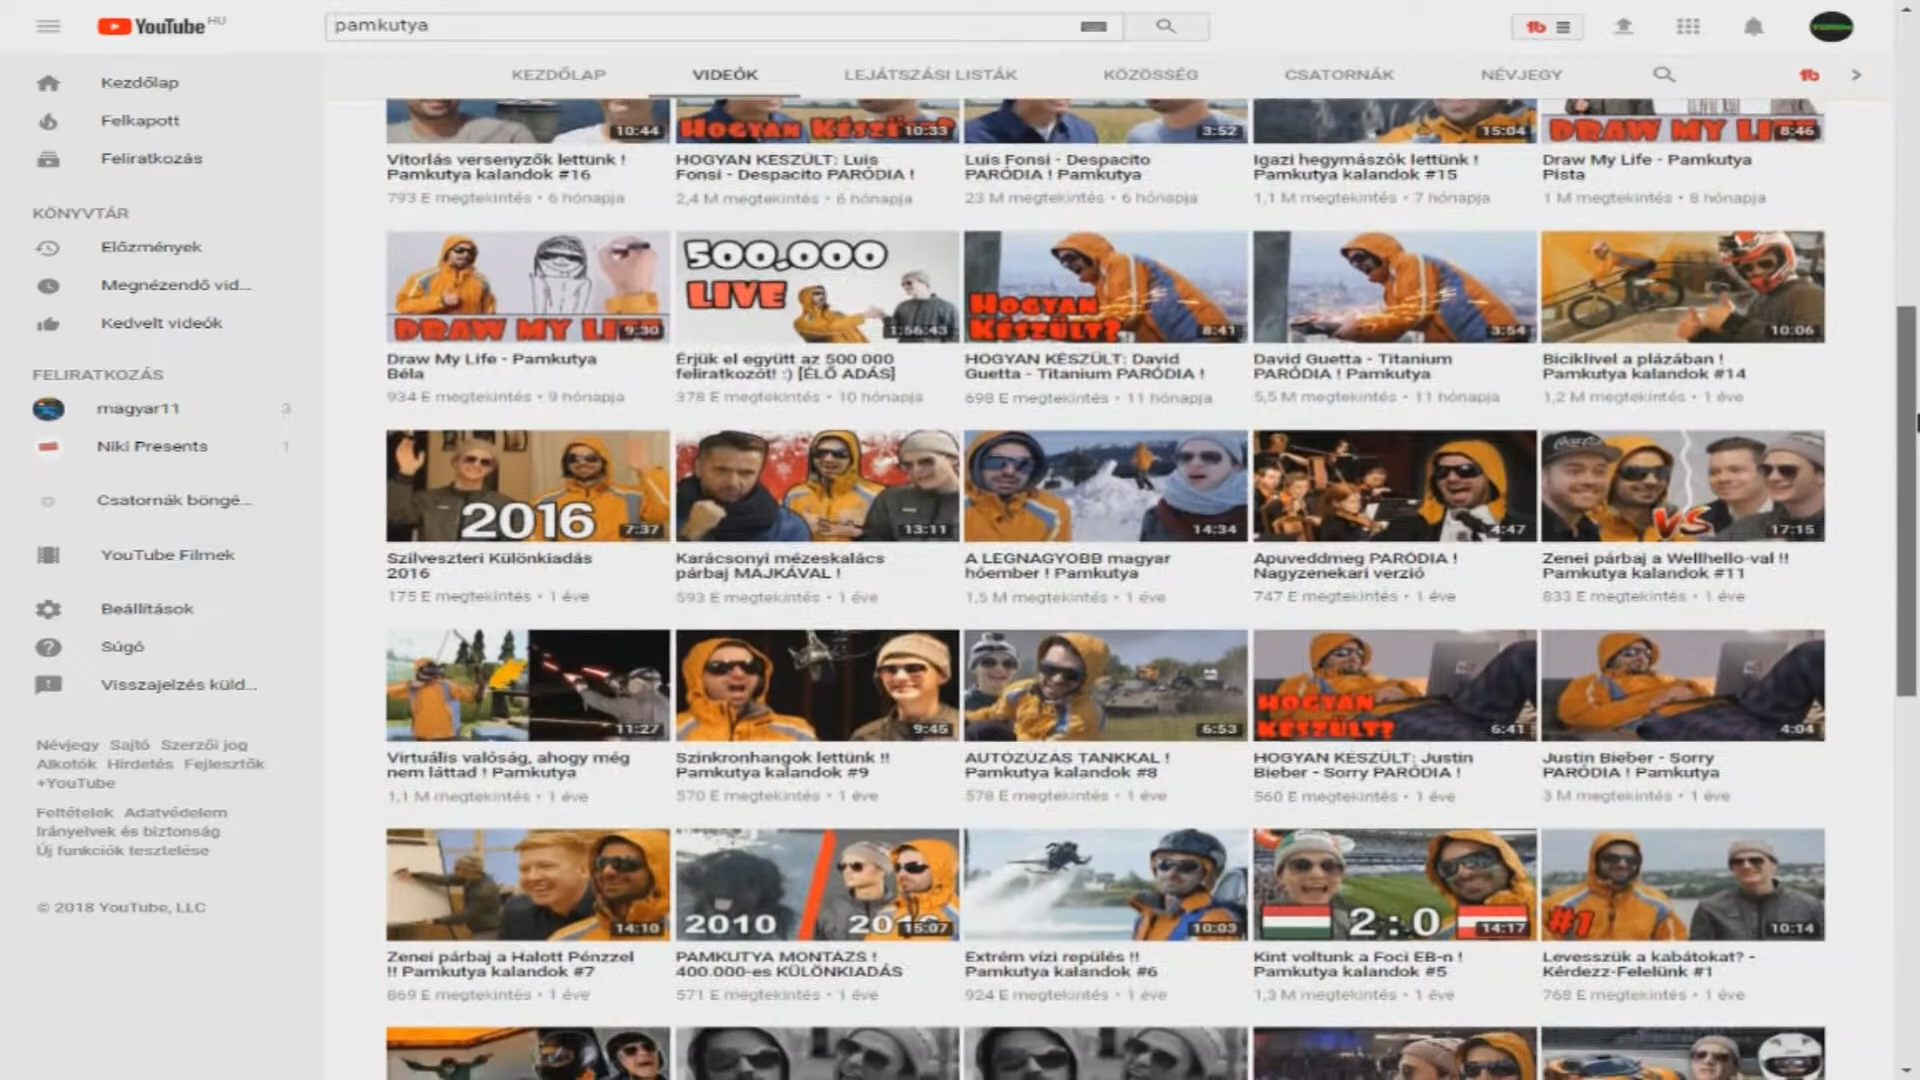 YouTube HU
pamkutya
KEZDŐLAP VIDEÓK LEJÁTSZÁSI LISTÁK KÖZÖSSÉG CSATORNÁK NÉVJEGY
Kezdőlap
Felkapott
Feliratkozás
KÖNYVTÁR
Előzmények
Megnézendő vid...
Kedvelt videók
FELIRATKOZÁS
magyar11 3
Niki Presents 1
Csatornák böngé...
YouTube Filmek
Beállítások
Súgó
Visszajelzés küld...
Névjegy Sajtó Szerzői jog
Alkotók Hirdetés Fejlesztők
+YouTube
Feltételek Adatvédelem
Irányelvek és biztonság
Új funkciók tesztelése
© 2018 YouTube, LLC
10:44
HOGYAN KÉSZÜLT? 10:33
3:52
15:04
DRAW MY LIFE 8:46
Vitorlás versenyzők lettünk !
Pamkutya kalandok #16
793 E megtekintés • 6 hónapja
HOGYAN KÉSZÜLT: Luis
Fonsi - Despacito PARÓDIA !
2,4 M megtekintés • 6 hónapja
Luis Fonsi - Despacito
PARÓDIA ! Pamkutya
23 M megtekintés • 6 hónapja
Igazi hegymászók lettünk !
Pamkutya kalandok #15
1,1 M megtekintés • 7 hónapja
Draw My Life - Pamkutya
Pista
1 M megtekintés • 8 hónapja
DRAW MY LI 9:30
500.000
LIVE
1:56:43
HOGYAN
KÉSZÜLT? 8:41
3:54
10:06
Draw My Life - Pamkutya
Béla
934 E megtekintés • 9 hónapja
Érjük el együtt az 500 000
feliratkozót! :) [ÉLŐ ADÁS]
378 E megtekintés • 10 hónapja
HOGYAN KÉSZÜLT: David
Guetta - Titanium PARÓDIA !
698 E megtekintés • 11 hónapja
David Guetta - Titanium
PARÓDIA ! Pamkutya
5,5 M megtekintés • 11 hónapja
Biciklivel a plázában !
Pamkutya kalandok #14
1,2 M megtekintés • 1 éve
2016 7:37
13:11
14:34
4:47
VS 17:15
Szilveszteri Különkiadás
2016
175 E megtekintés • 1 éve
Karácsonyi mézeskalács
párbaj MAJKÁVAL !
593 E megtekintés • 1 éve
A LEGNAGYOBB magyar
hóember ! Pamkutya
1,5 M megtekintés • 1 éve
Apuveddmeg PARÓDIA !
Nagyzenekari verzió
747 E megtekintés • 1 éve
Zenei párbaj a Wellhello-val !!
Pamkutya kalandok #11
833 E megtekintés • 1 éve
11:27
9:45
6:53
HOGYAN
KÉSZÜLT? 6:41
4:04
Virtuális valóság, ahogy még
nem láttad ! Pamkutya
1,1 M megtekintés • 1 éve
Szinkronhangok lettünk !!
Pamkutya kalandok #9
570 E megtekintés • 1 éve
AUTÓZÚZÁS TANKKAL !
Pamkutya kalandok #8
578 E megtekintés • 1 éve
HOGYAN KÉSZÜLT: Justin
Bieber - Sorry PARÓDIA !
560 E megtekintés • 1 éve
Justin Bieber - Sorry
PARÓDIA ! Pamkutya
3 M megtekintés • 1 éve
14:10
2010 2016 15:07
10:03
2:0 14:17
#1 10:14
Zenei párbaj a Halott Pénzzel
!! Pamkutya kalandok #7
869 E megtekintés • 1 éve
PAMKUTYA MONTÁZS !
400.000-es KÜLÖNKIADÁS
571 E megtekintés • 1 éve
Extrém vízi repülés !!
Pamkutya kalandok #6
924 E megtekintés • 1 éve
Kint voltunk a Foci EB-n !
Pamkutya kalandok #5
1,3 M megtekintés • 1 éve
Levesszük a kabátokat? -
Kérdezz-Felelünk #1
768 E megtekintés • 1 éve